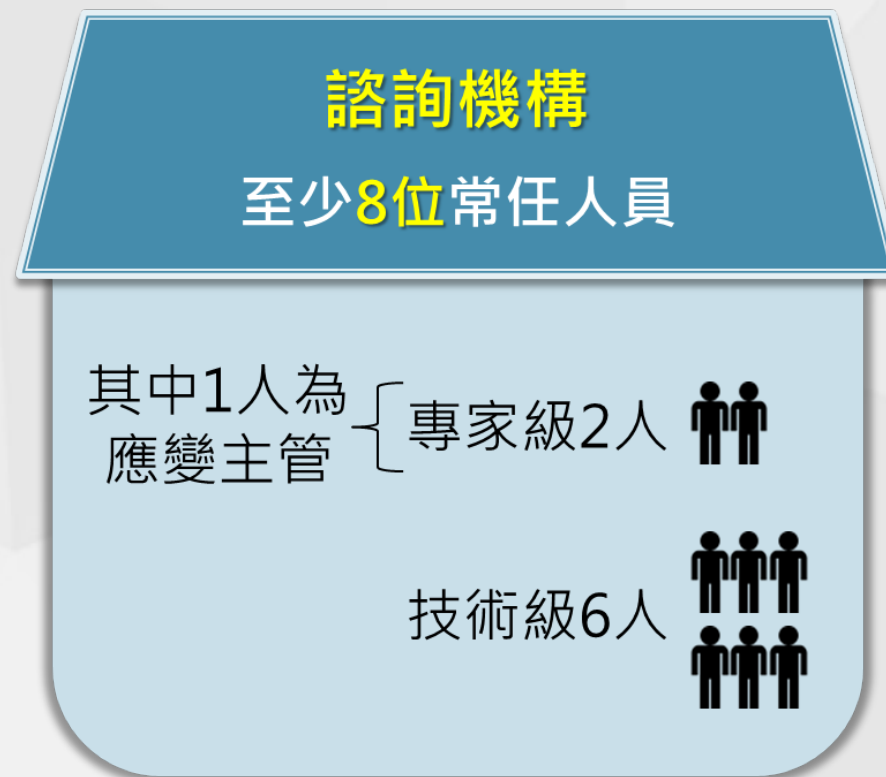 諮詢機構
至少8位常任人員
其中1人為
應變主管
專家級2人
技術級6人